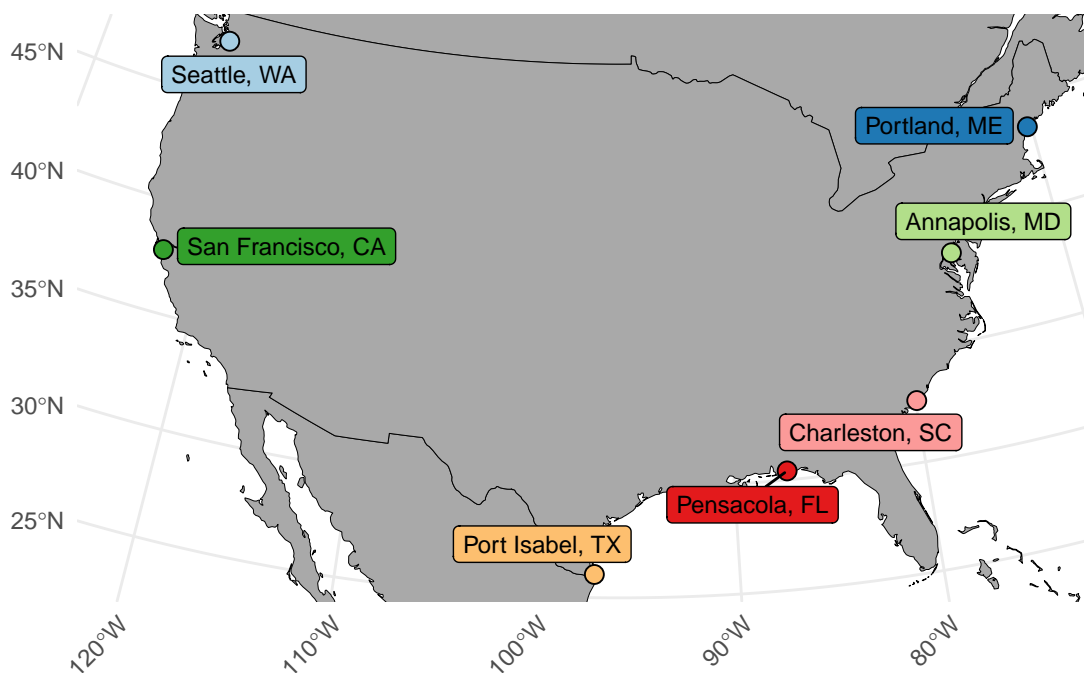 45°N
Seattle, WA
Portland, ME
40°N
Annapolis, MD
San Francisco, CA
35°N
30°N
Charleston, SC
Pensacola, FL
25°N
Port Isabel, TX
120°W
110°W
100°W
90°W
80°W